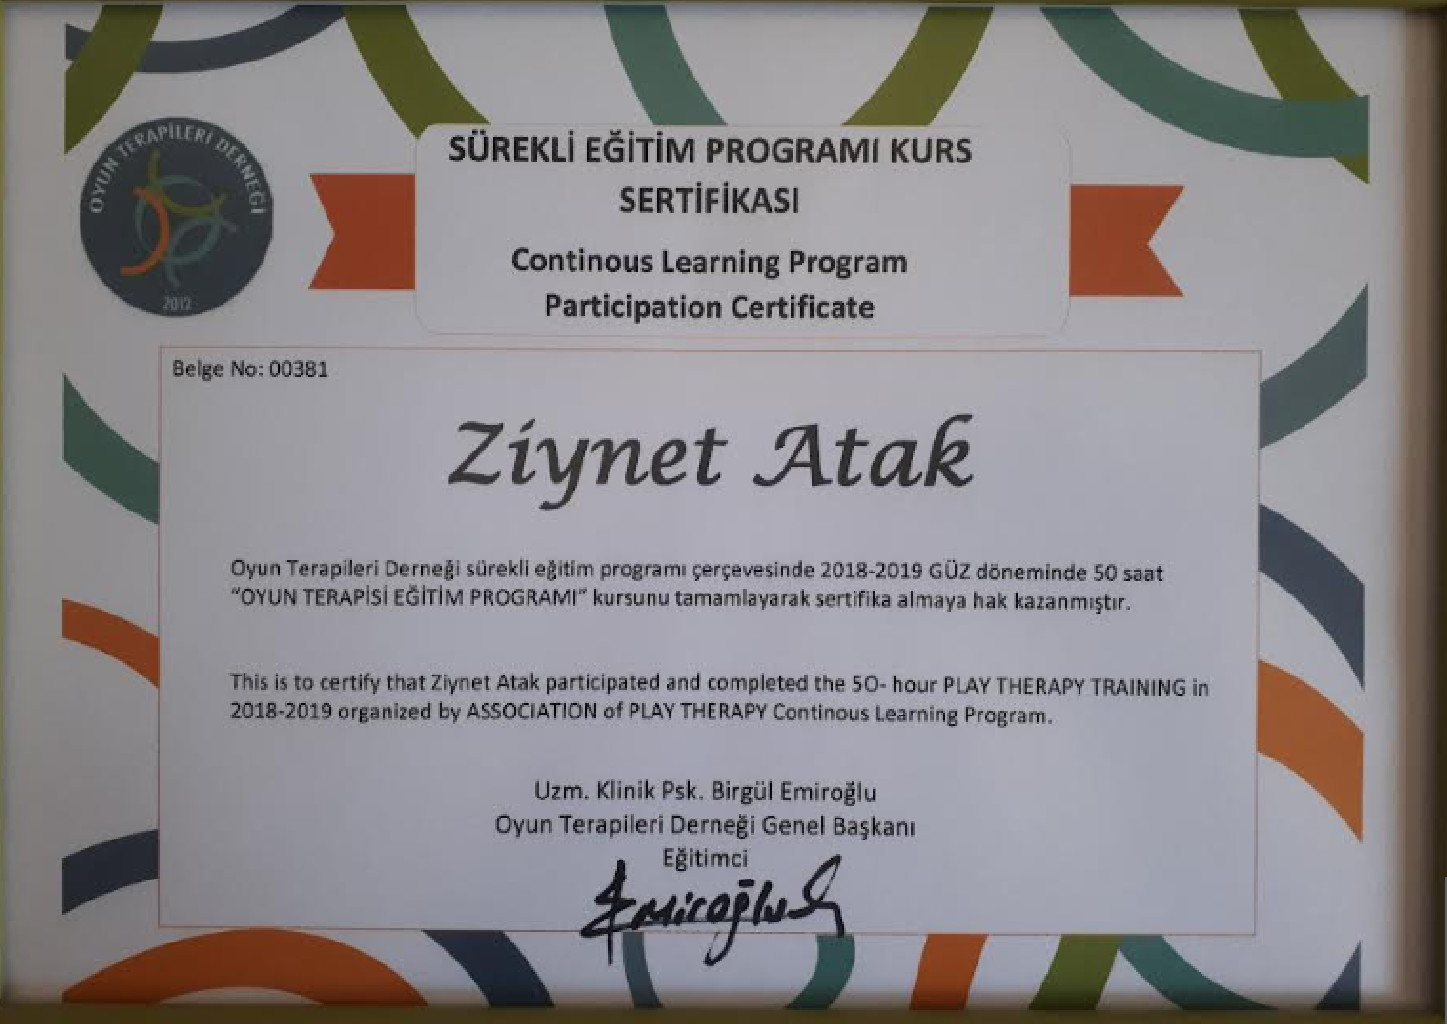 OYUN TERAPİLERİ DERNEĞİ
2012
SÜREKLİ EĞİTİM PROGRAMI KURS
SERTİFİKASI
Continous Learning Program
Participation Certificate
Belge No: 00381
Ziynet Atak
Oyun Terapileri Derneği sürekli eğitim programı çerçevesinde 2018-2019 GÜZ döneminde 50 saat
“OYUN TERAPİSİ EĞİTİM PROGRAMI” kursunu tamamlayarak sertifika almaya hak kazanmıştır.
This is to certify that Ziynet Atak participated and completed the 50- hour PLAY THERAPY TRAINING in
2018-2019 organized by ASSOCIATION of PLAY THERAPY Continous Learning Program.
Uzm. Klinik Psk. Birgül Emiroğlu
Oyun Terapileri Derneği Genel Başkanı
Eğitimci
Emiroğlu